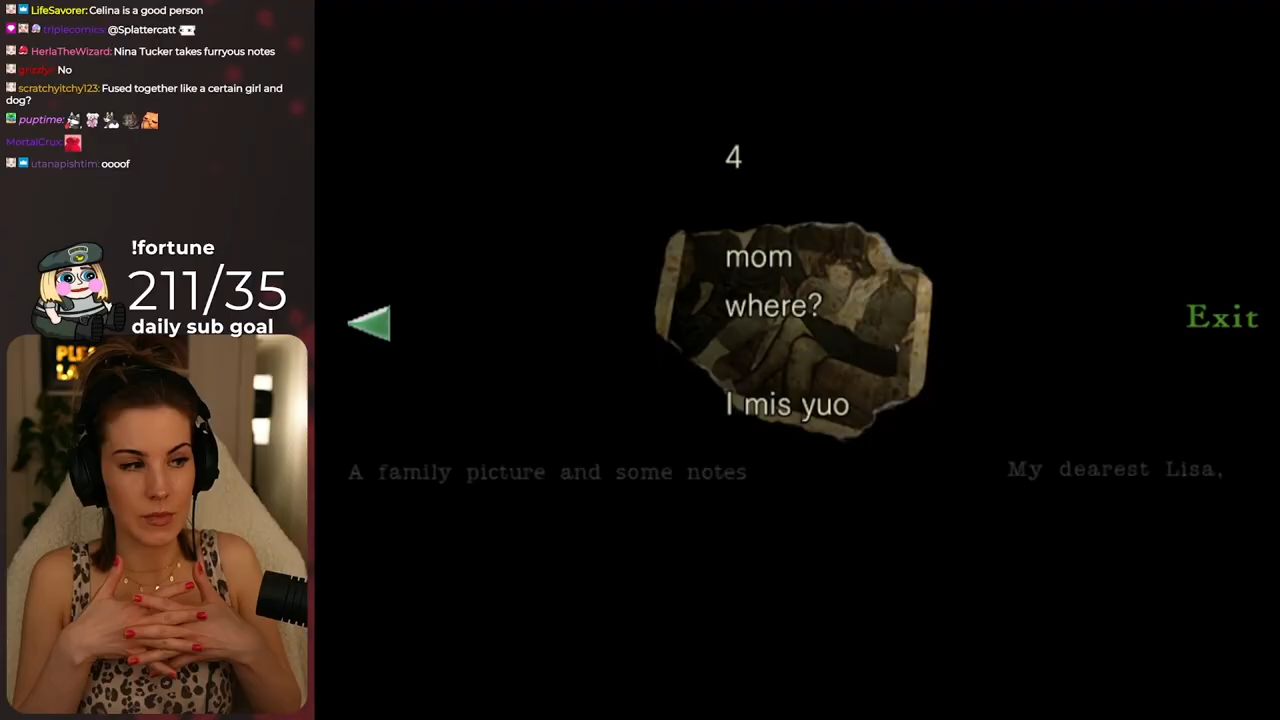 LifeSavorer: Celina is a good person
triplecomics: @Splattercatt
HerlaTheWizard: Nina Tucker takes furryous notes
grizzlyr: No
scratchyitchy123: Fused together like a certain girl and
dog?
puptime:
MortalCrux:
utanapishtim: oooof
!fortune
211/35
daily sub goal
4
mom
where?
I mis yuo
Exit
A family picture and some notes
My dearest Lisa,